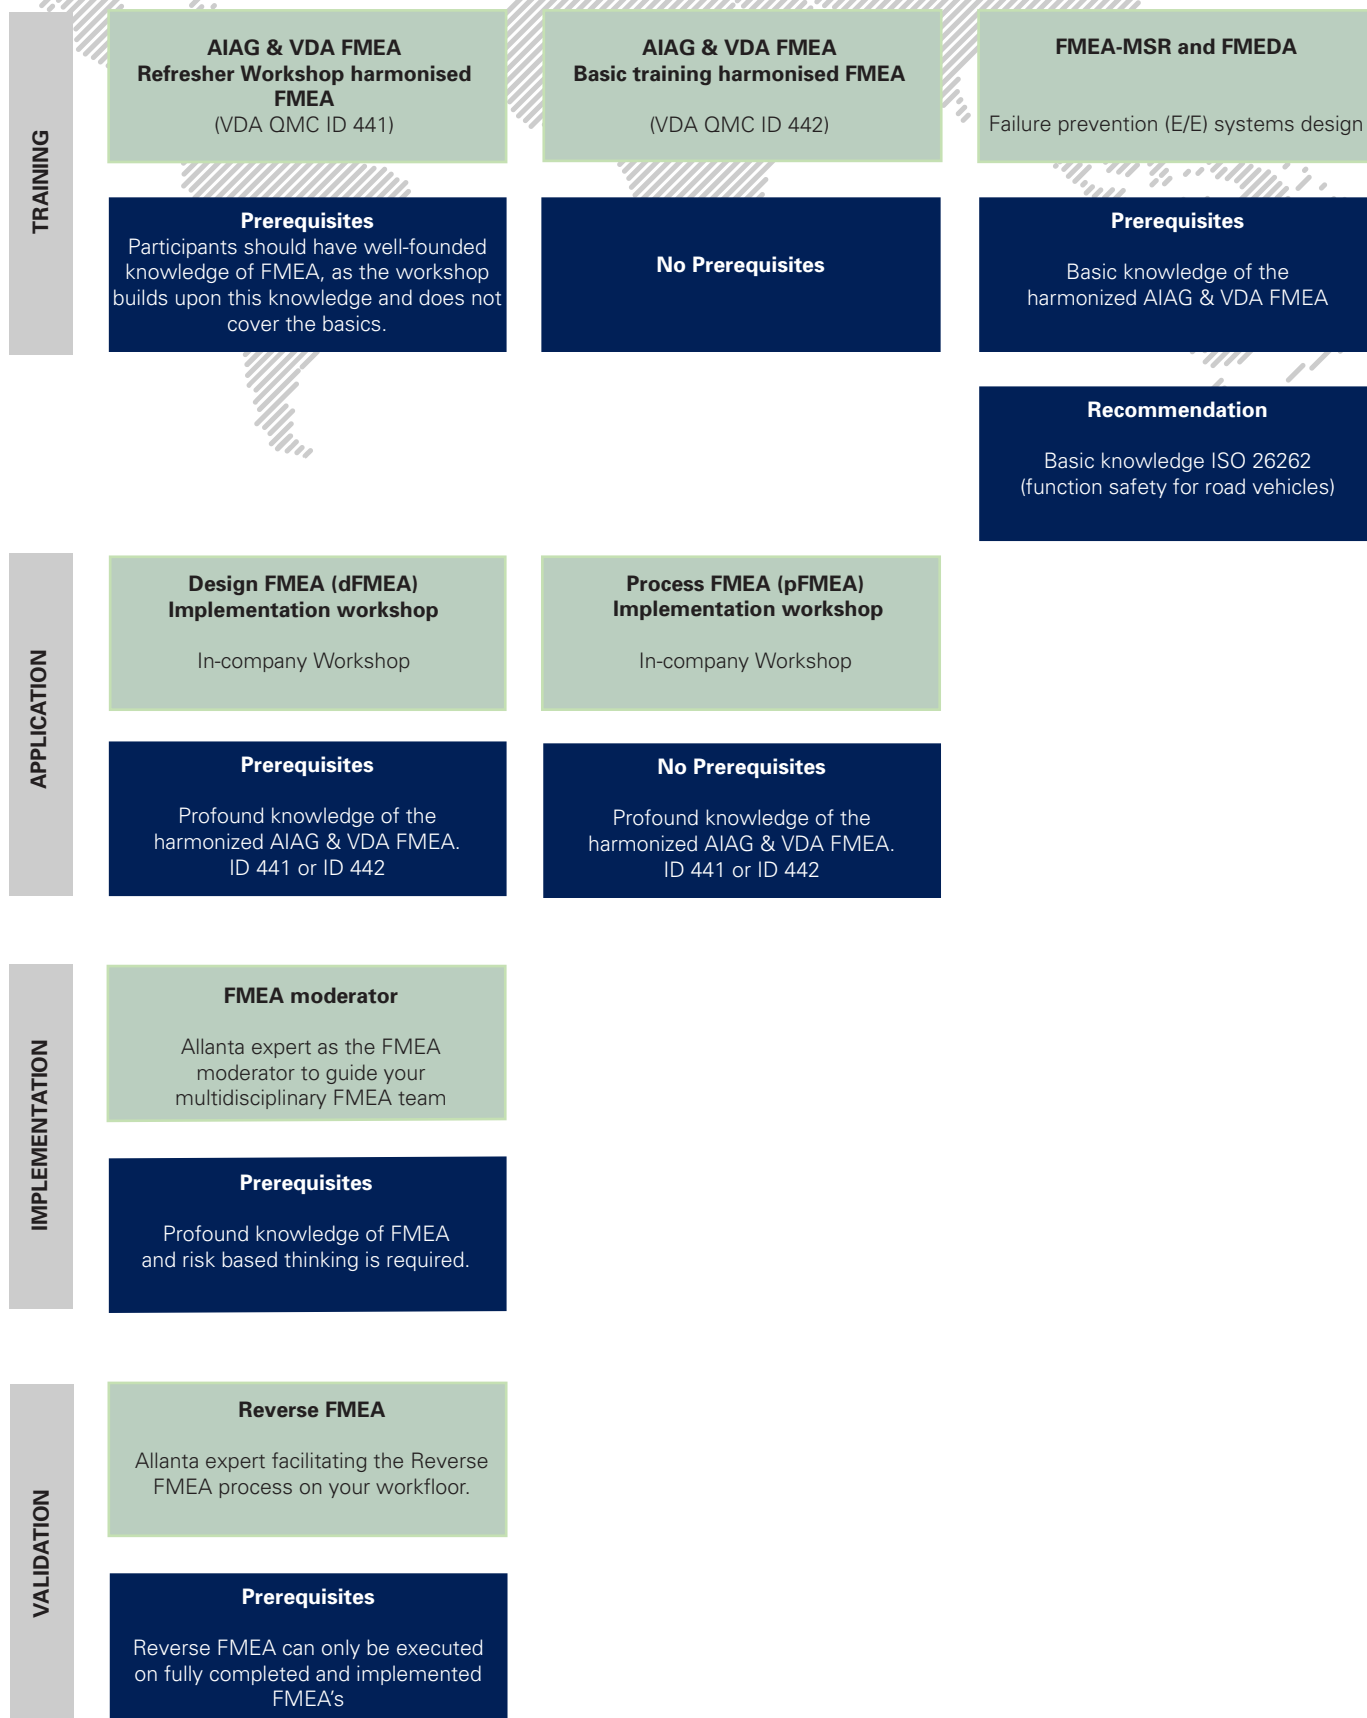 TRAINING
AIAG & VDA FMEA
Refresher Workshop harmonised
FMEA
(VDA QMC ID 441)
Prerequisites
Participants should have well-founded
knowledge of FMEA, as the workshop
builds upon this knowledge and does not
cover the basics.
AIAG & VDA FMEA
Basic training harmonised FMEA
(VDA QMC ID 442)
No Prerequisites
FMEA-MSR and FMEDA
Failure prevention (E/E) systems design
Prerequisites
Basic knowledge of the
harmonized AIAG & VDA FMEA
Recommendation
Basic knowledge ISO 26262
(function safety for road vehicles)
APPLICATION
Design FMEA (dFMEA)
Implementation workshop
In-company Workshop
Prerequisites
Profound knowledge of the
harmonized AIAG & VDA FMEA.
ID 441 or ID 442
Process FMEA (pFMEA)
Implementation workshop
In-company Workshop
No Prerequisites
Profound knowledge of the
harmonized AIAG & VDA FMEA.
ID 441 or ID 442
IMPLEMENTATION
FMEA moderator
Allanta expert as the FMEA
moderator to guide your
multidisciplinary FMEA team
Prerequisites
Profound knowledge of FMEA
and risk based thinking is required.
VALIDATION
Reverse FMEA
Allanta expert facilitating the Reverse
FMEA process on your workfloor.
Prerequisites
Reverse FMEA can only be executed
on fully completed and implemented
FMEA's